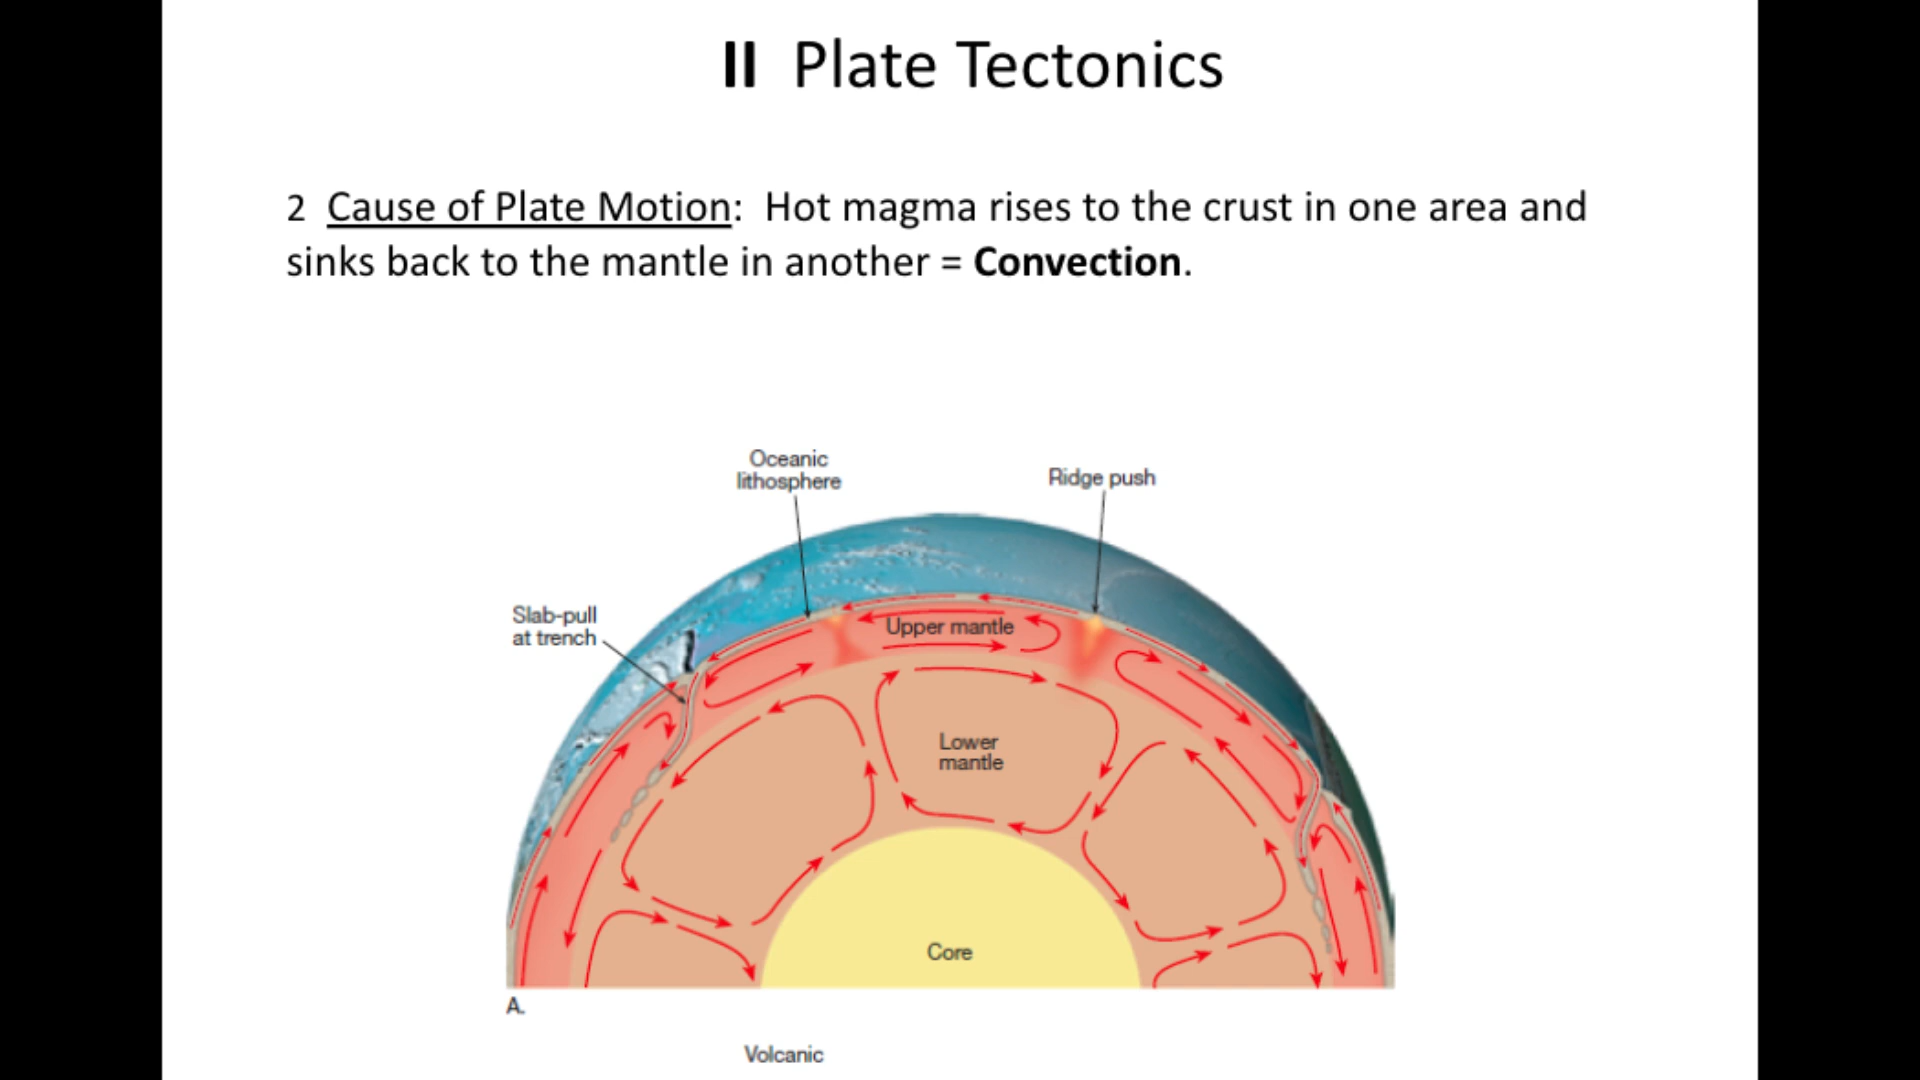 II Plate Tectonics
2 Cause of Plate Motion: Hot magma rises to the crust in one area and
sinks back to the mantle in another = Convection.
Oceanic
lithosphere
Ridge push
Slab-pull
at trench
Upper mantle
Lower
mantle
Core
A.
Volcanic